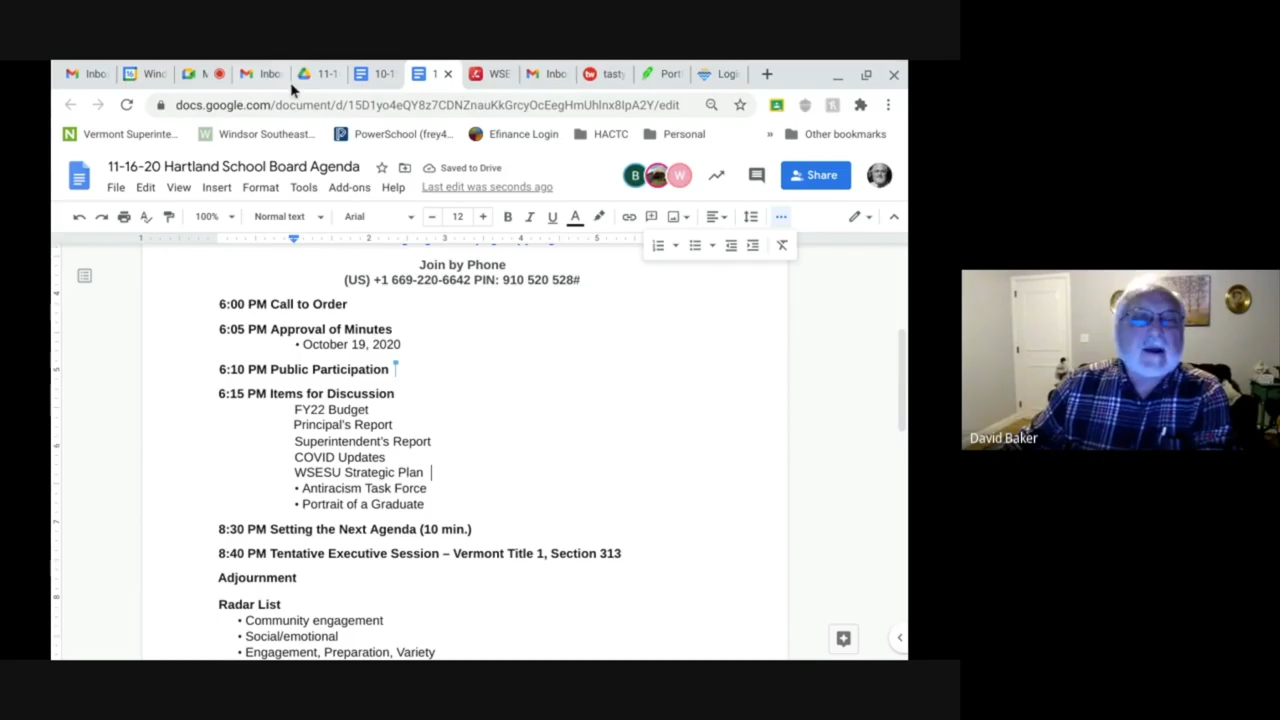 Inbo
Wind
M
Inbo
11-1
10-1
1
WSE
Inbo
tasty
Port
Logi
docs.google.com/document/d/15D1yo4eQY8z7CDNZnauKkGrcyOcEegHmUhlnx8lpA2Y/edit
Vermont Superinte...
Windsor Southeast...
PowerSchool (frey4...
Efinance Login
HACTC
Personal
» Other bookmarks
11-16-20 Hartland School Board Agenda
Saved to Drive
B
W
Share
File Edit View Insert Format Tools Add-ons Help Last edit was seconds ago
100% Normal text Arial 12 B I U A
1 2 3 4 5
Join by Phone
(US) +1 669-220-6642 PIN: 910 520 528#
6:00 PM Call to Order
6:05 PM Approval of Minutes
• October 19, 2020
6:10 PM Public Participation
6:15 PM Items for Discussion
FY22 Budget
Principal's Report
Superintendent's Report
COVID Updates
WSESU Strategic Plan
• Antiracism Task Force
• Portrait of a Graduate
8:30 PM Setting the Next Agenda (10 min.)
8:40 PM Tentative Executive Session – Vermont Title 1, Section 313
Adjournment
Radar List
• Community engagement
• Social/emotional
• Engagement, Preparation, Variety
David Baker